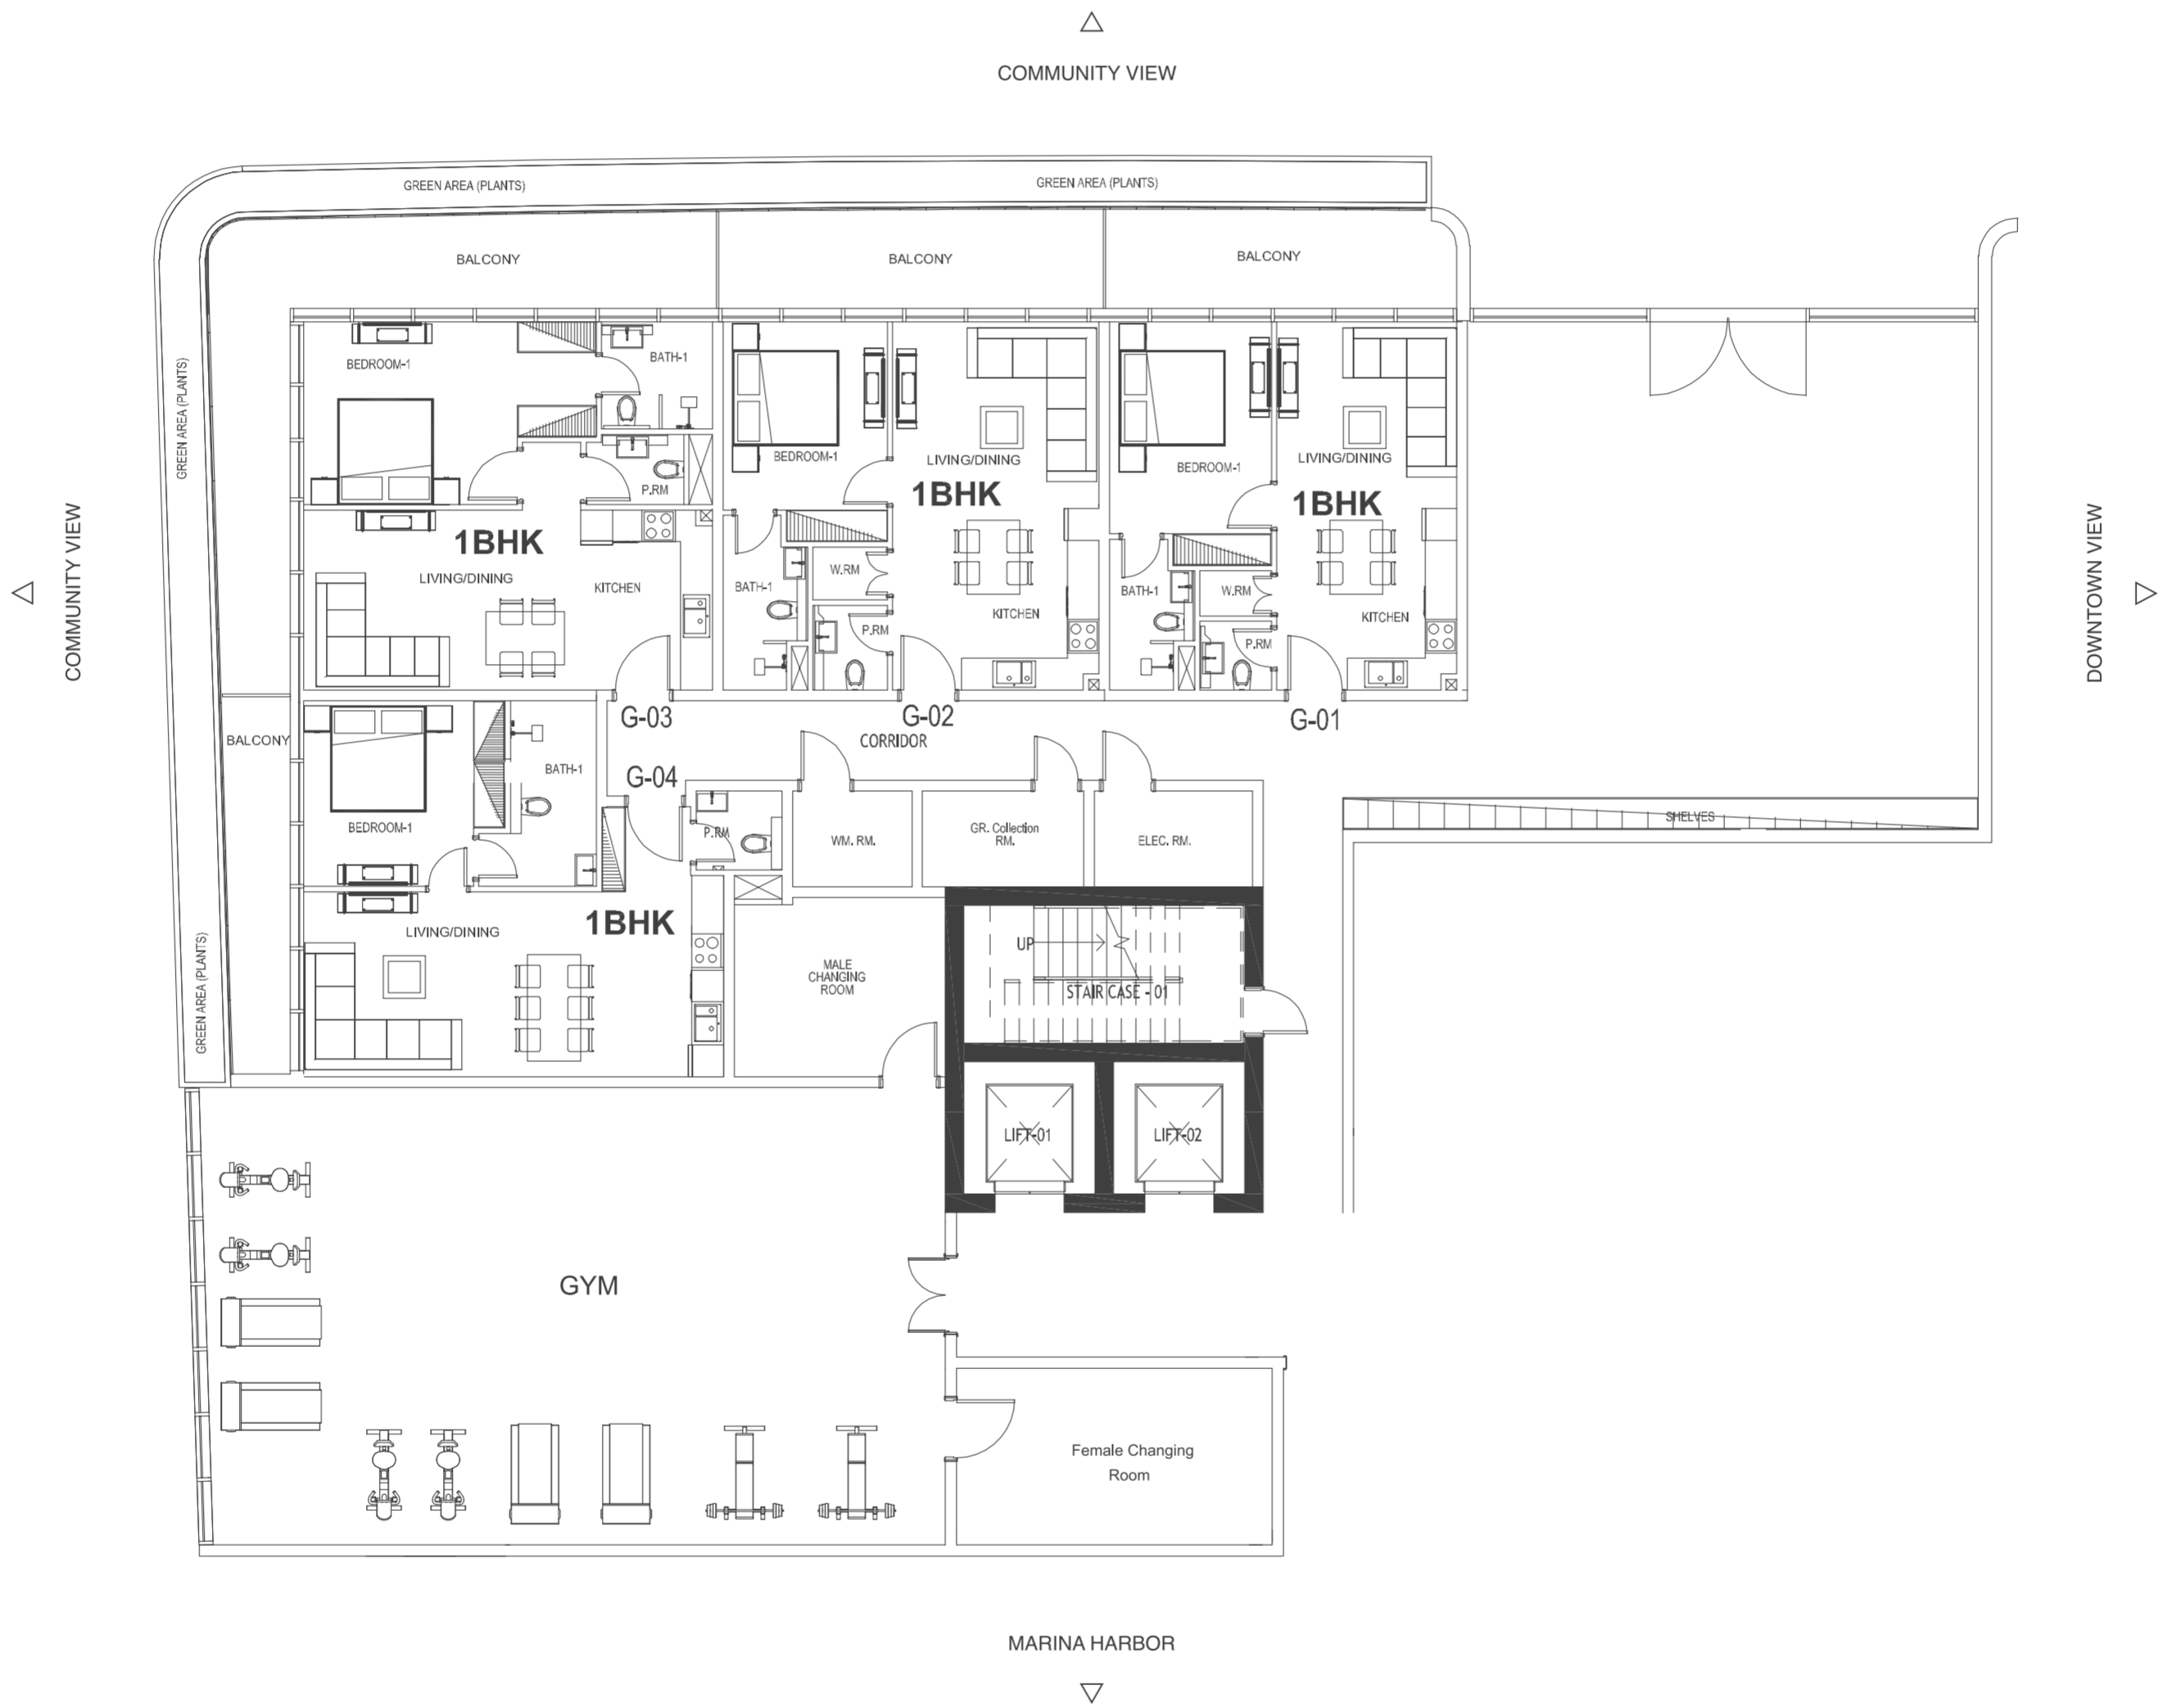 COMMUNITY VIEW
GREEN AREA (PLANTS)
GREEN AREA (PLANTS)
BALCONY
BALCONY
BALCONY
BEDROOM-1
BATH-1
P.RM
1BHK
LIVING/DINING
KITCHEN
BEDROOM-1
LIVING/DINING
1BHK
BATH-1
W.RM
P.RM
KITCHEN
BEDROOM-1
LIVING/DINING
1BHK
BATH-1
W.RM
P.RM
KITCHEN
GREEN AREA (PLANTS)
COMMUNITY VIEW
DOWNTOWN VIEW
G-03
G-02
G-01
CORRIDOR
BALCONY
G-04
BATH-1
BEDROOM-1
P.RM
WM. RM.
GR. Collection
RM.
ELEC. RM.
SHELVES
LIVING/DINING
1BHK
GREEN AREA (PLANTS)
MALE
CHANGING
ROOM
UP
STAIR CASE - 01
LIFT-01
LIFT-02
GYM
Female Changing
Room
MARINA HARBOR